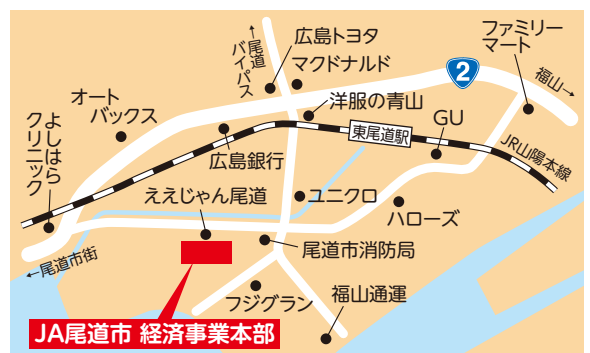 ファミリー
マート
←尾道
バイパス
広島トヨタ
マクドナルド
2
福山→
オート
バックス
洋服の青山
GU
よしはら
クリニック
東尾道駅
JR山陽本線
広島銀行
ええじゃん尾道
ユニクロ
ハローズ
尾道市消防局
←尾道市街
フジグラン
福山通運
JA尾道市 経済事業本部